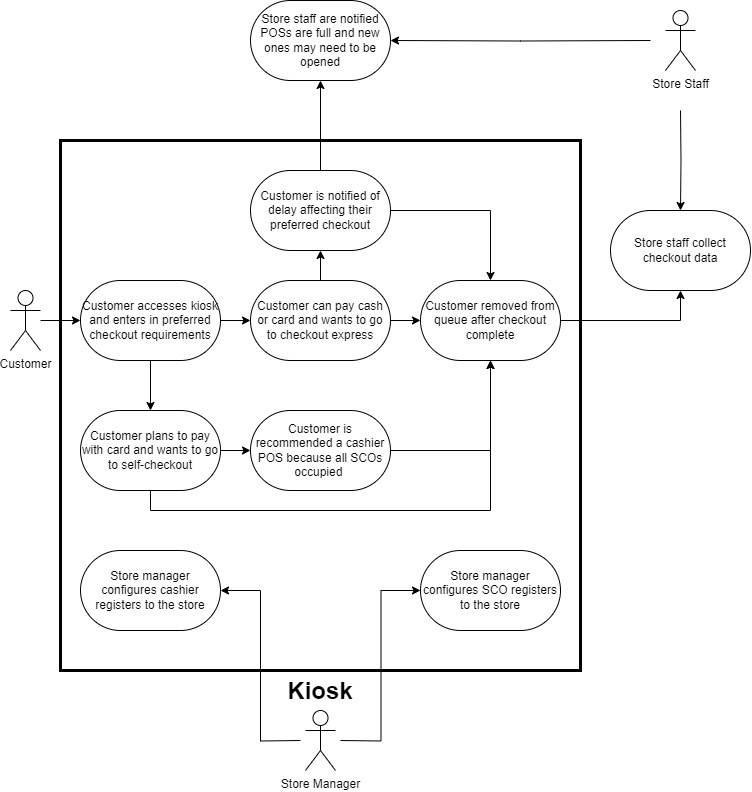 Store staff are notified
POSs are full and new
ones may need to be
opened
Store Staff
Customer is notified of
delay affecting their
preferred checkout
Store staff collect
checkout data
Customer accesses kiosk
and enters in preferred
checkout requirements
Customer can pay cash
or card and wants to go
to checkout express
Customer removed from
queue after checkout
complete
Customer
Customer plans to pay
with card and wants to go
to self-checkout
Customer is
recommended a cashier
POS because all SCOs
occupied
Store manager
configures cashier
registers to the store
Store manager
configures SCO registers
to the store
Kiosk
Store Manager